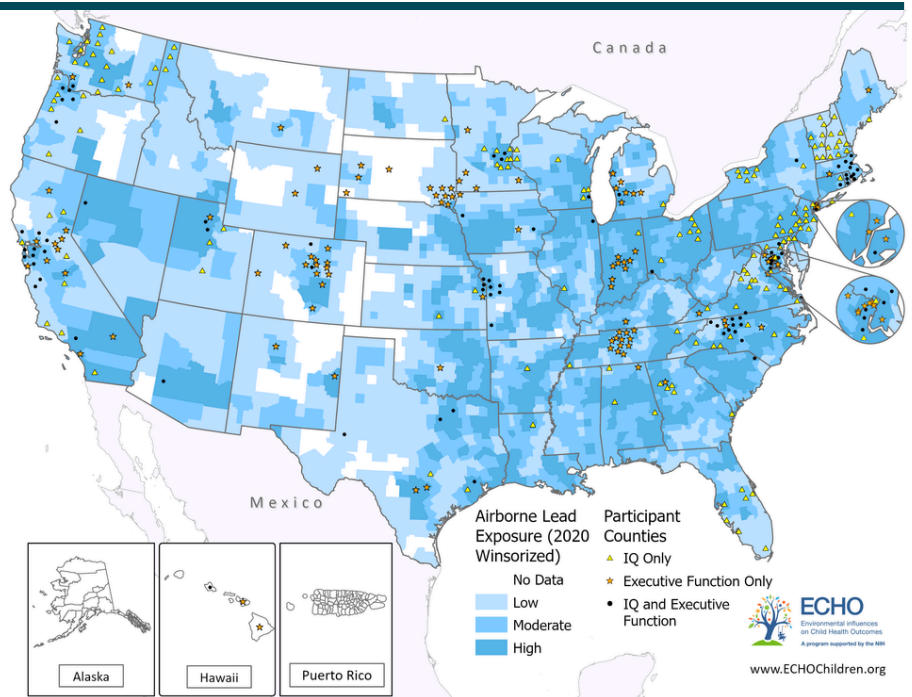 Canada
Mexico
Airborne Lead
Exposure (2020
Winsorized)
No Data
Low
Moderate
High
Participant
Counties
IQ Only
Executive Function Only
IQ and Executive
Function
Alaska
Hawaii
Puerto Rico
ECHO
Environmental influences
on Child Health Outcomes
A program supported by the NIH
www.ECHOChildren.org